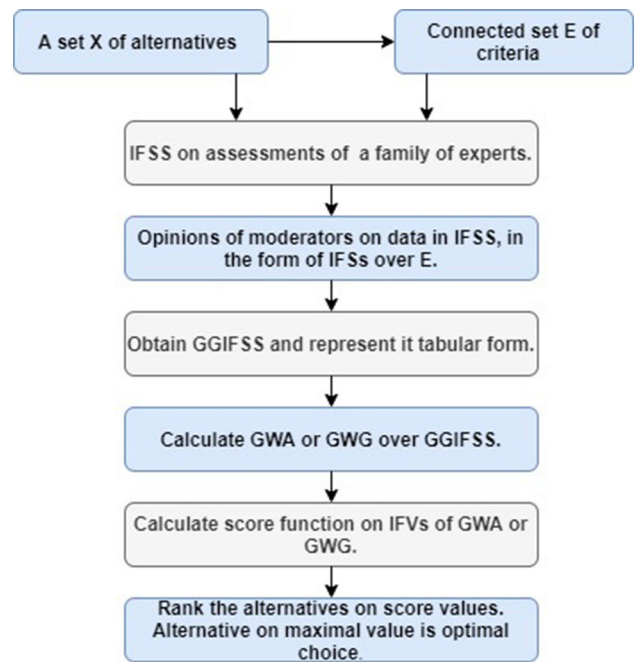 A set X of alternatives
Connected set E of
criteria
IFSS on assessments of a family of experts.
Opinions of moderators on data in IFSS, in
the form of IFSs over E.
Obtain GGIFSS and represent it tabular form.
Calculate GWA or GWG over GGIFSS.
Calculate score function on IFVs of GWA or
GWG.
Rank the alternatives on score values.
Alternative on maximal value is optimal
choice.